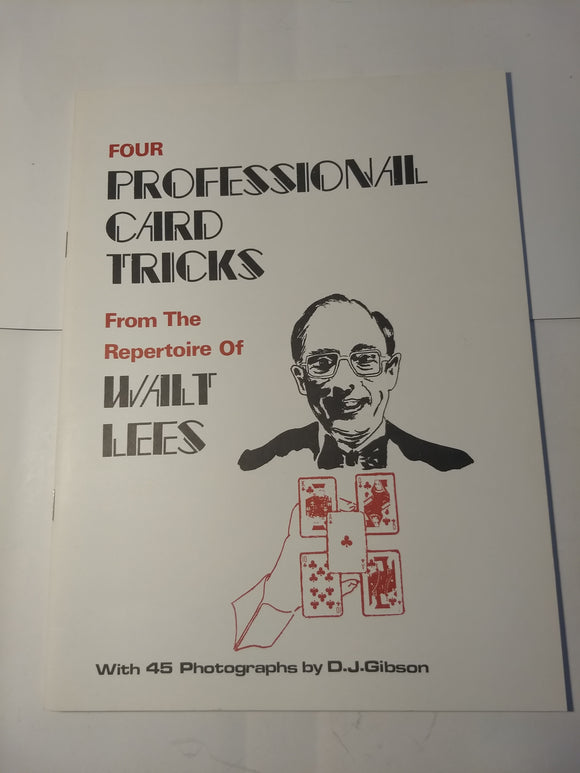 FOUR
PROFESSIONAL
CARD
TRICKS
From The
Repertoire Of
WALT
LEES
With 45 Photographs by D.J.Gibson